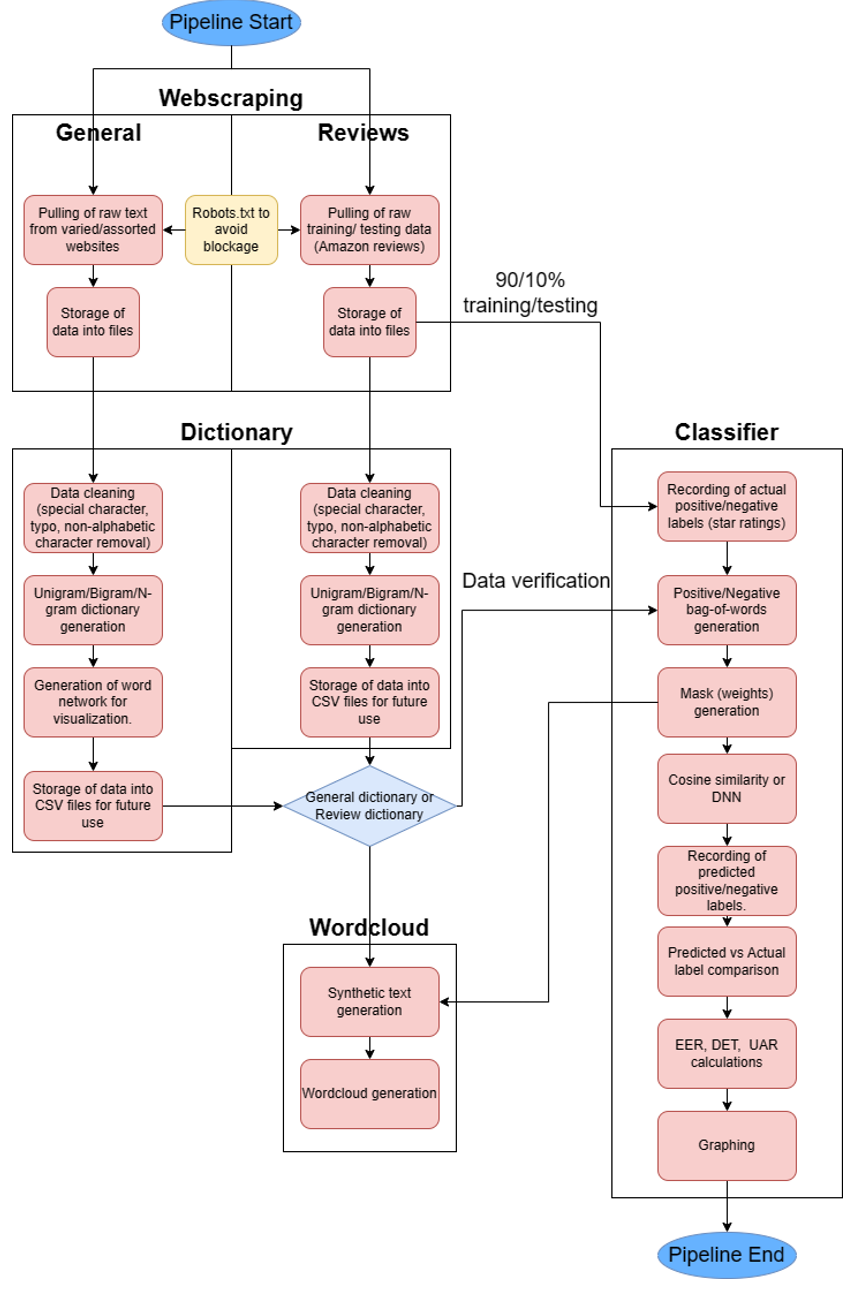 Pipeline Start
Webscraping
General
Reviews
Pulling of raw text
from varied/assorted
websites
Robots.txt to
avoid
blockage
Pulling of raw
training/ testing data
(Amazon reviews)
Storage of
data into files
Storage of
data into files
90/10%
training/testing
Dictionary
Classifier
Data cleaning
(special character,
typo, non-alphabetic
character removal)
Data cleaning
(special character,
typo, non-alphabetic
character removal)
Recording of actual
positive/negative
labels (star ratings)
Unigram/Bigram/N-
gram dictionary
generation
Unigram/Bigram/N-
gram dictionary
generation
Data verification
Positive/Negative
bag-of-words
generation
Generation of word
network for
visualization.
Storage of data into
CSV files for future
use
Mask (weights)
generation
Storage of data into
CSV files for future
use
General dictionary or
Review dictionary
Cosine similarity or
DNN
Recording of
predicted
positive/negative
labels.
Wordcloud
Predicted vs Actual
label comparison
Synthetic text
generation
EER, DET,  UAR
calculations
Wordcloud generation
Graphing
Pipeline End